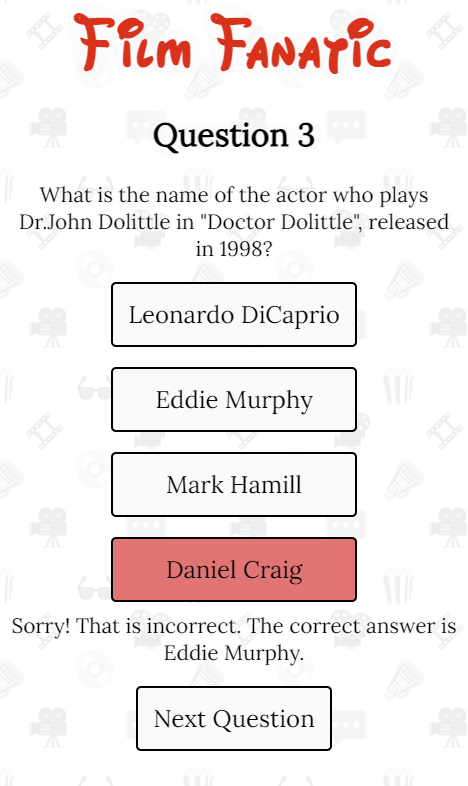 Film Fanatic
Question 3
What is the name of the actor who plays
Dr.John Dolittle in "Doctor Dolittle", released
in 1998?
Leonardo DiCaprio
Eddie Murphy
Mark Hamill
Daniel Craig
Sorry! That is incorrect. The correct answer is
Eddie Murphy.
Next Question